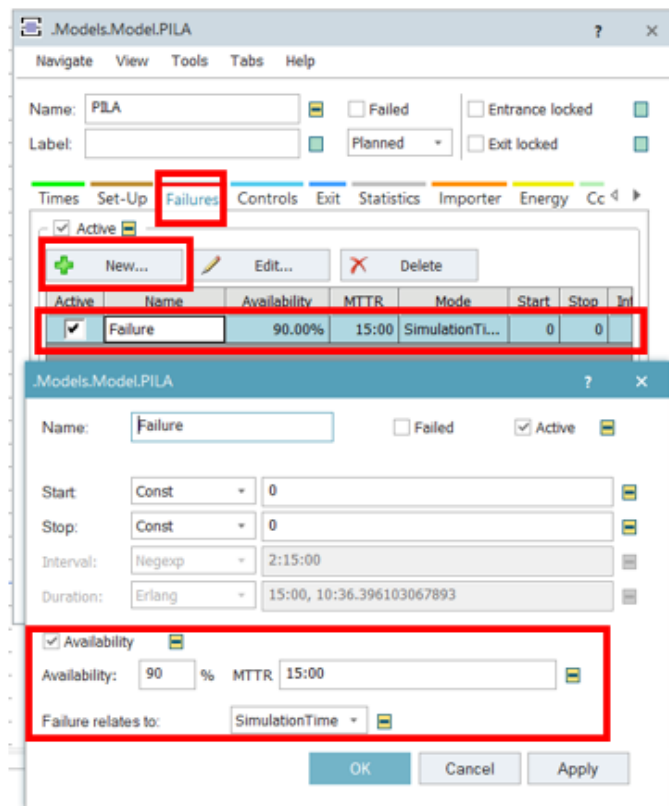 .Models.Model.PILA ? ×
Navigate View Tools Tabs Help
Name: PILA Failed Entrance locked
Label: Planned Exit locked
Times Set-Up Failures Controls Exit Statistics Importer Energy Cc
Active
New... Edit... Delete
Active Name Availability MTTR Mode Start Stop Int
Failure 90.00% 15:00 SimulationTi... 0 0
.Models.Model.PILA ? ×
Name: Failure Failed Active
Start Const 0
Stop: Const 0
Interval: Negexp 2:15:00
Duration: Erlang 15:00, 10:36.396103067893
Availability
Availability: 90 % MTTR 15:00
Failure relates to: SimulationTime
OK Cancel Apply